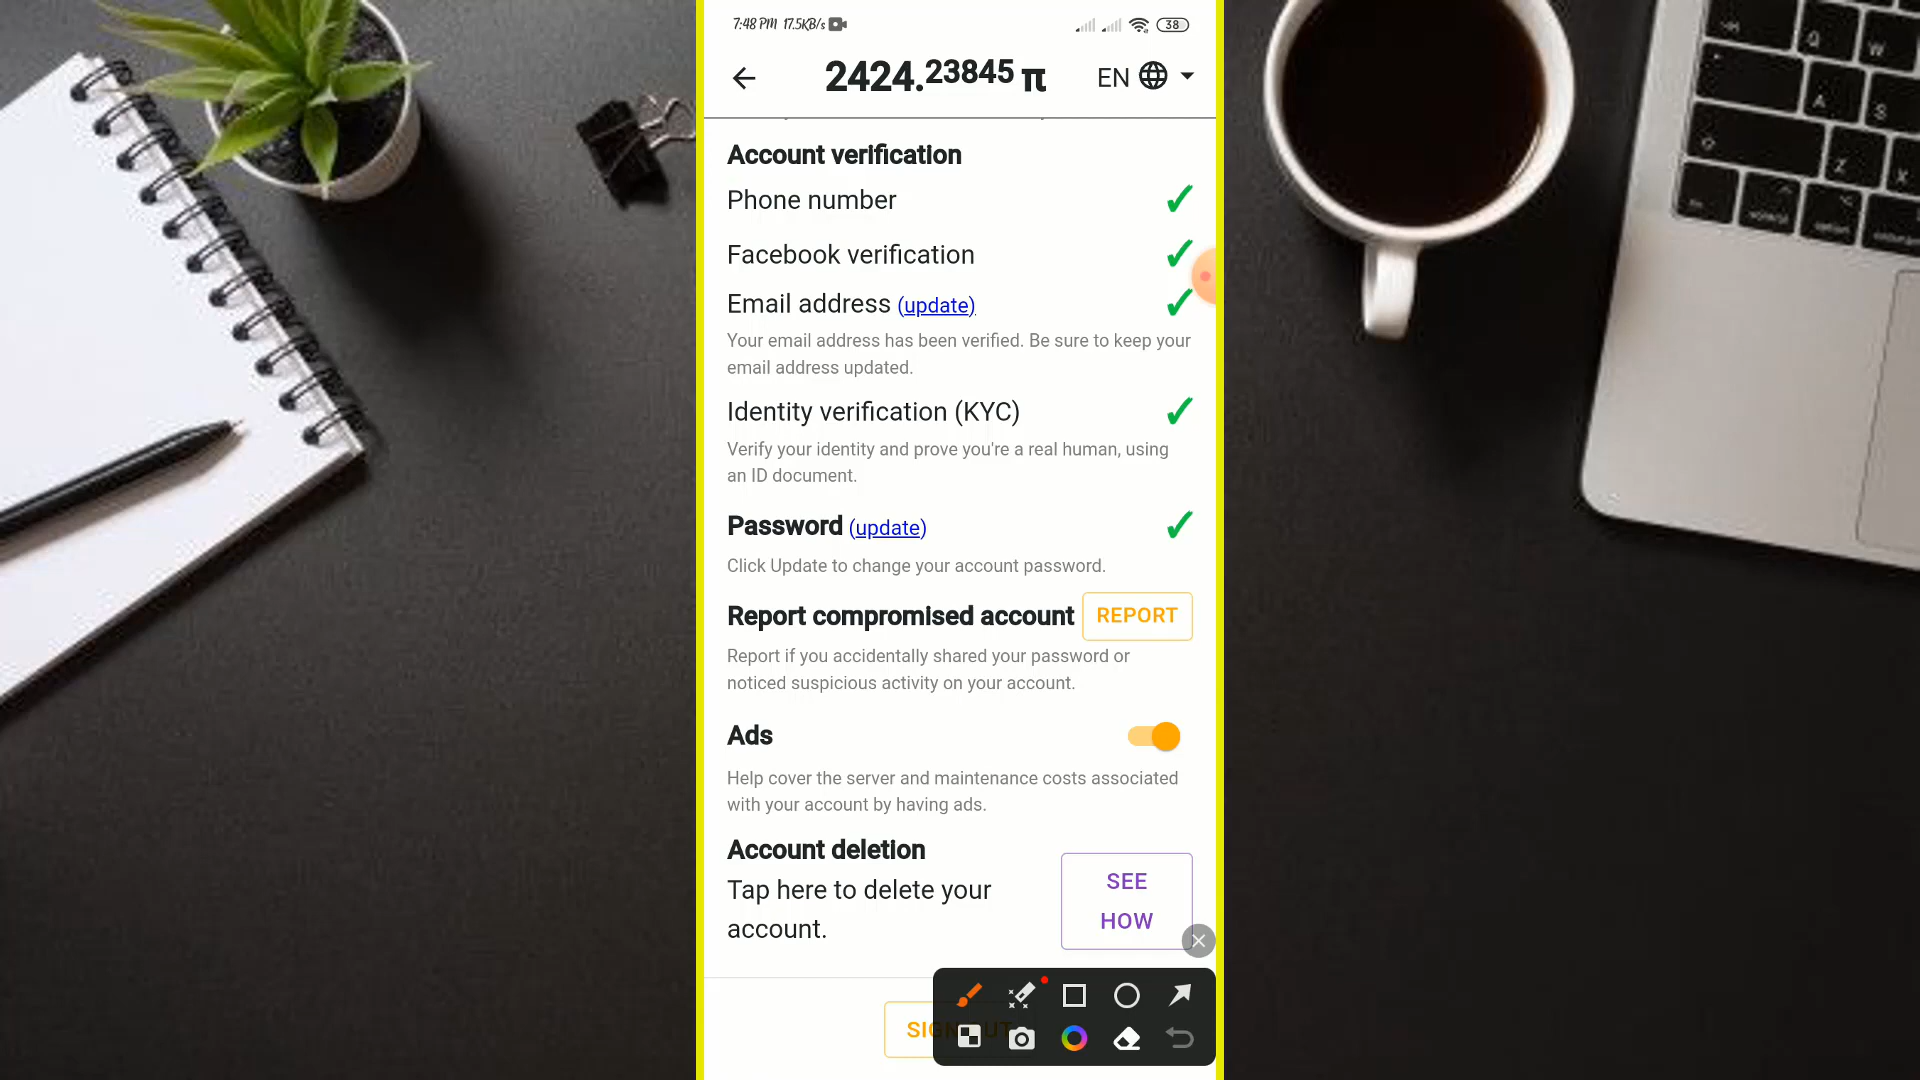 7:48 PM 17.5KB/s 38
2424.23845 π EN
Account verification
Phone number
Facebook verification
Email address (update)
Your email address has been verified. Be sure to keep your
email address updated.
Identity verification (KYC)
Verify your identity and prove you're a real human, using
an ID document.
Password (update)
Click Update to change your account password.
Report compromised account REPORT
Report if you accidentally shared your password or
noticed suspicious activity on your account.
Ads
Help cover the server and maintenance costs associated
with your account by having ads.
Account deletion
Tap here to delete your
account.
SEE
HOW
SIGN OUT
Q W
A S
Z X